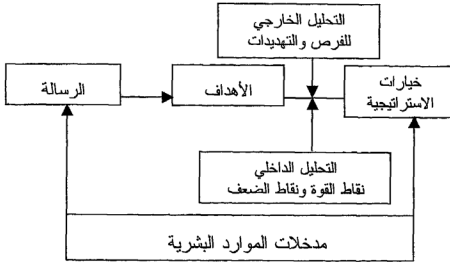 التحليل الخارجي
للفرص والتهديدات
خيارات
الاستراتيجية
الأهداف
الرسالة
التحليل الداخلي
نقاط القوة ونقاط الضعف
مدخلات الموارد البشرية